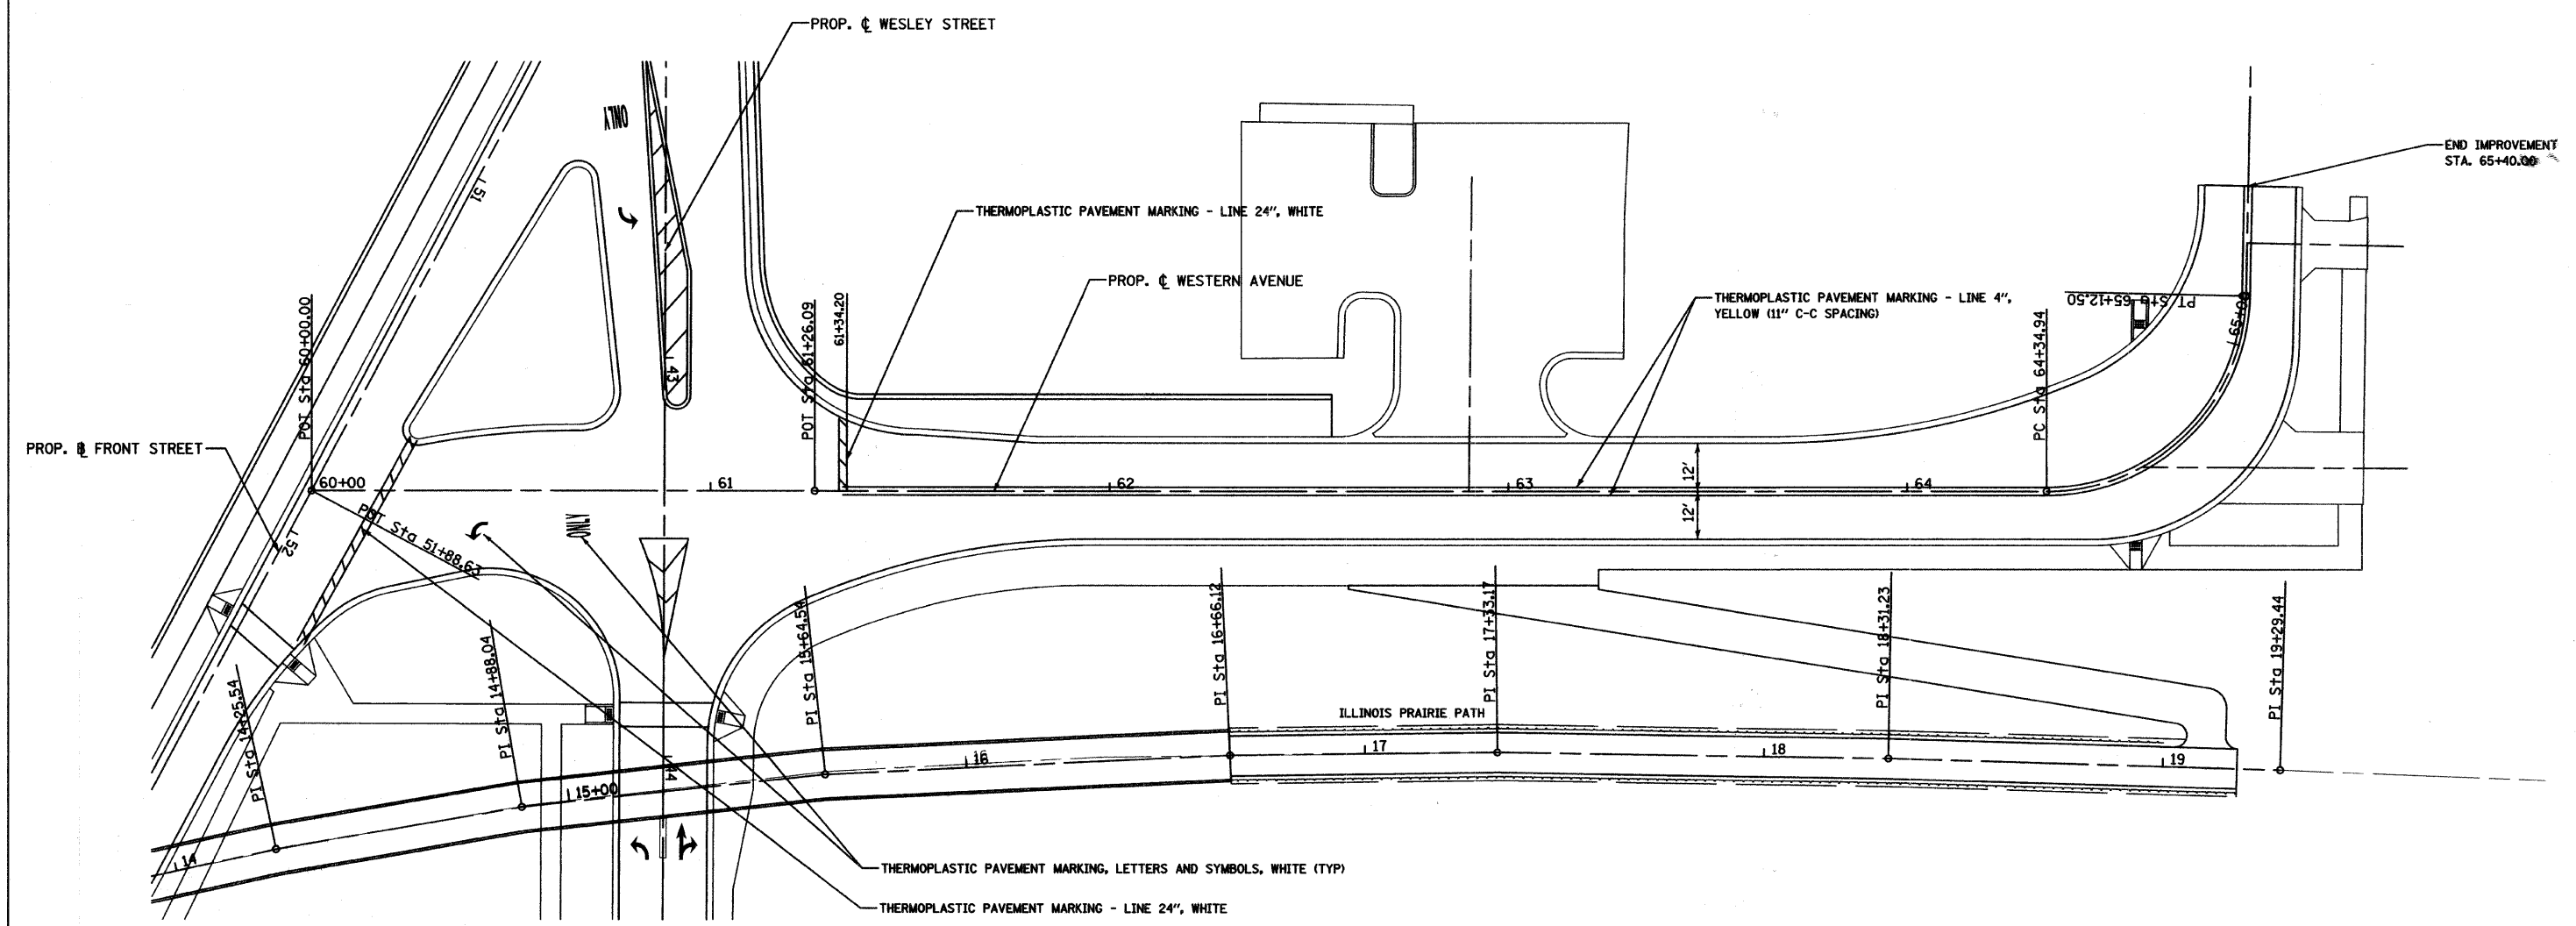 PROP. ℄ WESLEY STREET
ONLY
END IMPROVEMENT
STA. 65+40.00
51
THERMOPLASTIC PAVEMENT MARKING - LINE 24", WHITE
PROP. ℄ WESTERN AVENUE
THERMOPLASTIC PAVEMENT MARKING - LINE 4",
YELLOW (11" C-C SPACING)
POT Sta 60+00.00
POT Sta 61+26.09
61+34.20
PC Sta 64+34.94
PT Sta 65+12.50
65+00
43
PROP. B FRONT STREET
60+00
61
62
63
64
12'
12'
52
POT Sta 51+88.63
ONLY
PI Sta 14+25.54
PI Sta 14+88.04
PI Sta 15+64.59
PI Sta 16+66.12
PI Sta 17+33.17
PI Sta 18+31.23
PI Sta 19+29.44
ILLINOIS PRAIRIE PATH
14
15+00
44
16
17
18
19
THERMOPLASTIC PAVEMENT MARKING, LETTERS AND SYMBOLS, WHITE (TYP)
THERMOPLASTIC PAVEMENT MARKING - LINE 24", WHITE